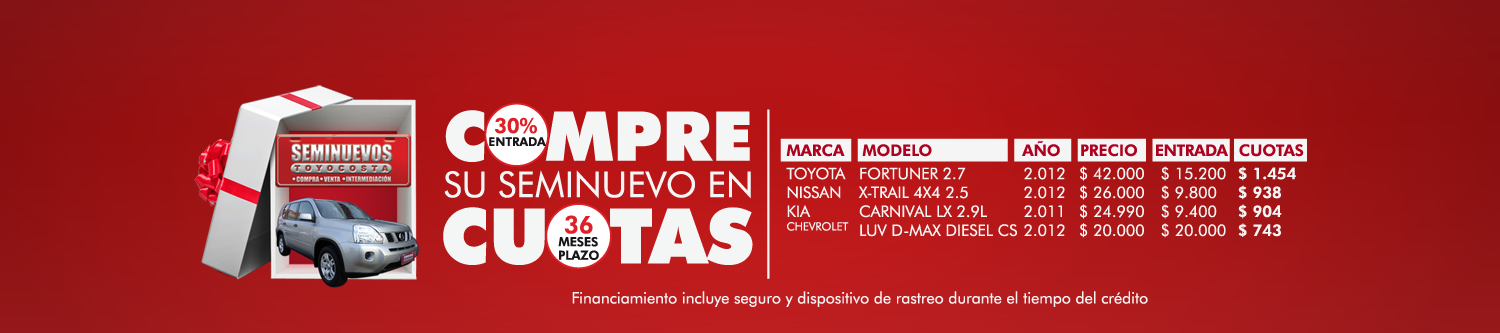 SEMINUEVOS
TOYOCOSTA
• COMPRA • VENTA • INTERMEDIACIÓN
COMPRE
30%
ENTRADA
SU SEMINUEVO EN
CUOTAS
36
MESES
PLAZO
MARCA MODELO AÑO PRECIO ENTRADA CUOTAS
TOYOTA FORTUNER 2.7 2.012 $ 42.000 $ 15.200 $ 1.454
NISSAN X-TRAIL 4X4 2.5 2.012 $ 26.000 $ 9.800 $ 938
KIA CARNIVAL LX 2.9L 2.011 $ 24.990 $ 9.400 $ 904
CHEVROLET LUV D-MAX DIESEL CS 2.012 $ 20.000 $ 20.000 $ 743
Financiamiento incluye seguro y dispositivo de rastreo durante el tiempo del crédito